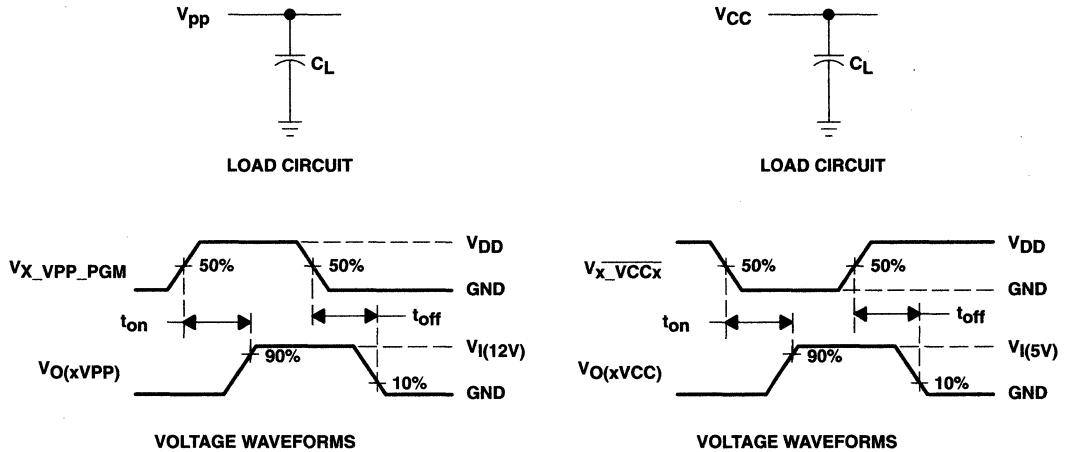 Vpp
CL
LOAD CIRCUIT
VX_VPP_PGM
50%
50%
VDD
GND
ton
toff
VO(xVPP)
90%
10%
VI(12V)
GND
VOLTAGE WAVEFORMS
VCC
CL
LOAD CIRCUIT
VX_VCCx
50%
50%
VDD
GND
ton
toff
VO(xVCC)
90%
10%
VI(5V)
GND
VOLTAGE WAVEFORMS